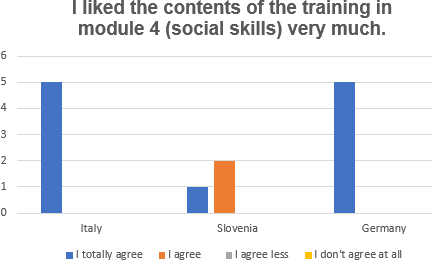 I liked the contents of the training in
module 4 (social skills) very much.
6
5
4
3
2
1
0
Italy Slovenia Germany
I totally agree I agree I agree less I don't agree at all